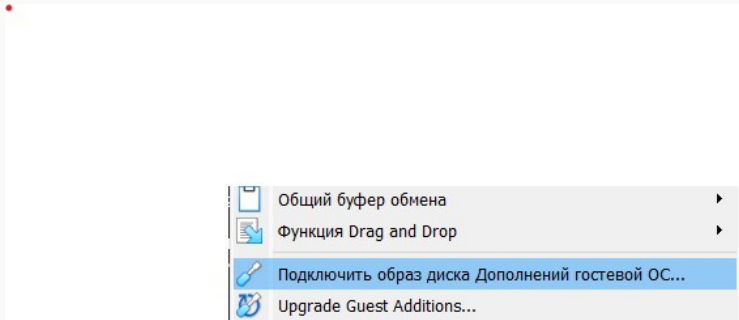 Общий буфер обмена
Функция Drag and Drop
Подключить образ диска Дополнений гостевой ОС...
Upgrade Guest Additions...